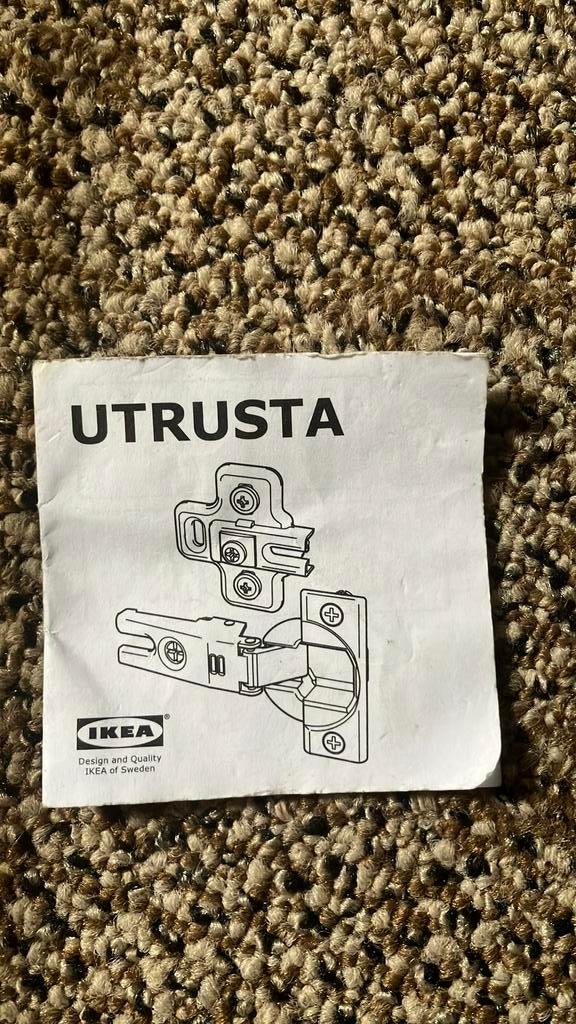 UTRUSTA
IKEA®
Design and Quality
IKEA of Sweden